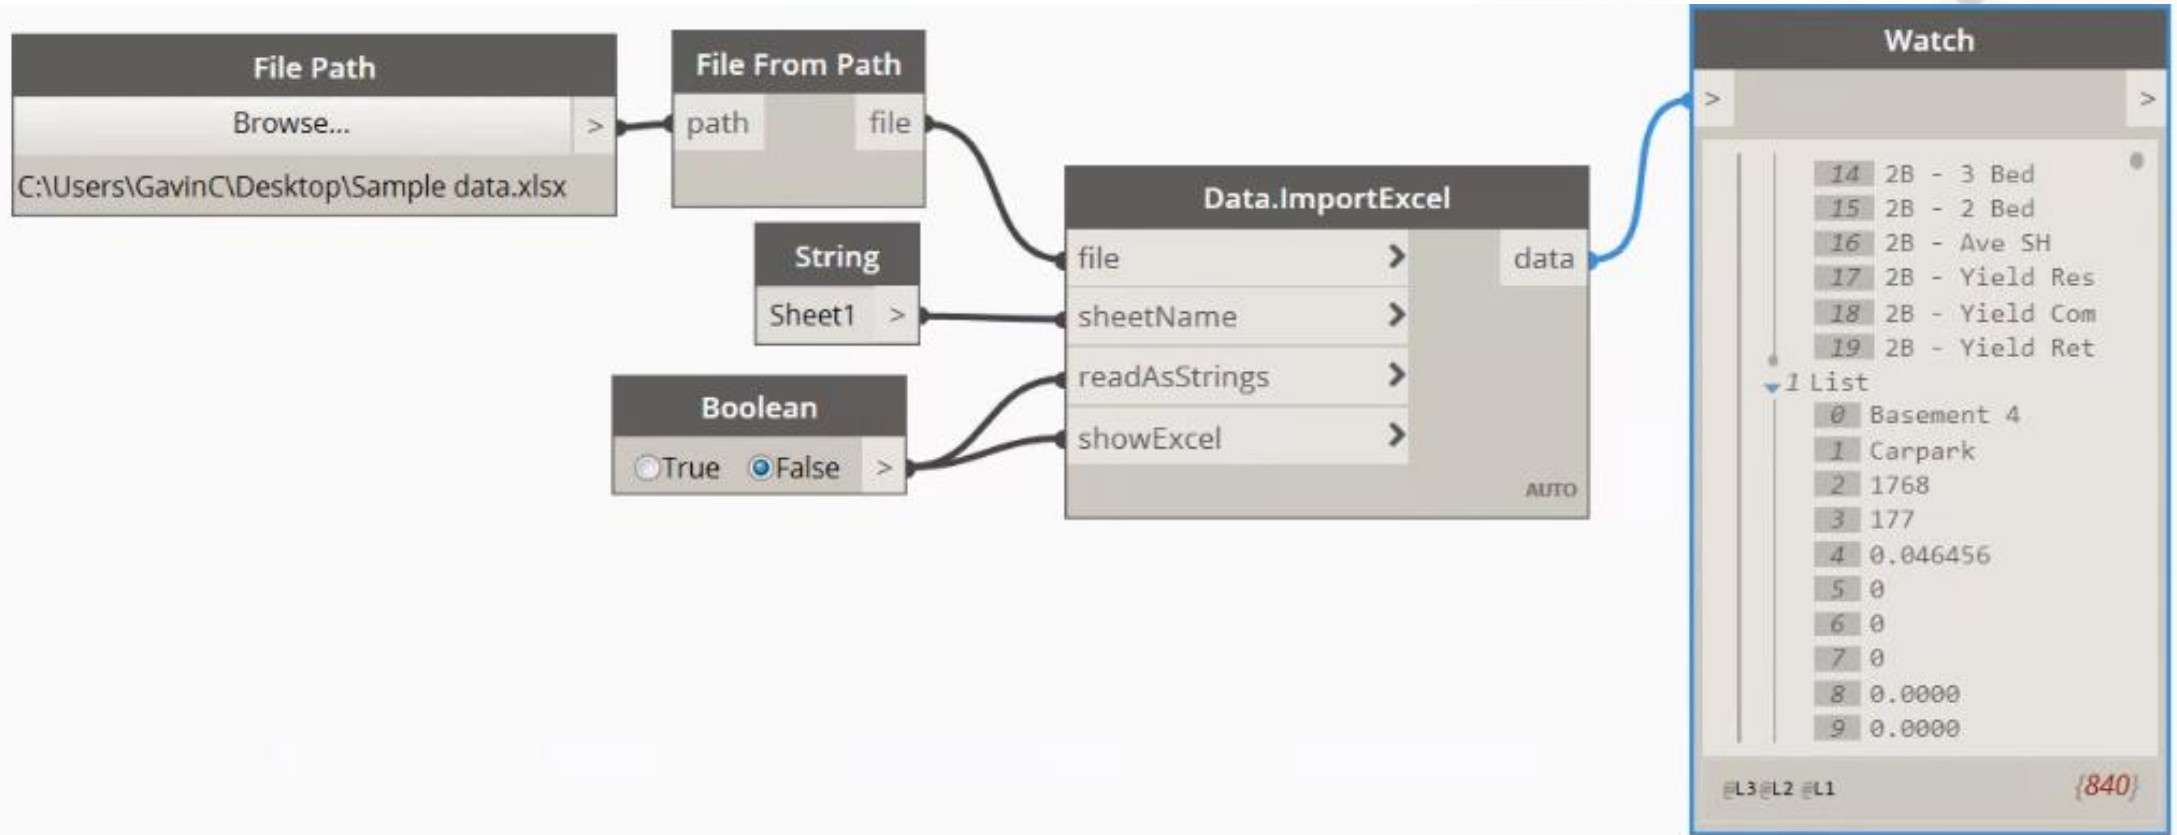 File Path
Browse...
>
C:\Users\GavinC\Desktop\Sample data.xlsx
File From Path
path
file
String
Sheet1
>
Boolean
True
False
>
Data.ImportExcel
file
>
data
sheetName
>
readAsStrings
>
showExcel
>
AUTO
Watch
>
>
14 2B - 3 Bed
15 2B - 2 Bed
16 2B - Ave SH
17 2B - Yield Res
18 2B - Yield Com
19 2B - Yield Ret
1 List
0 Basement 4
1 Carpark
2 1768
3 177
4 0.046456
5 0
6 0
7 0
8 0.0000
9 0.0000
@L3 @L2 @L1
{840}